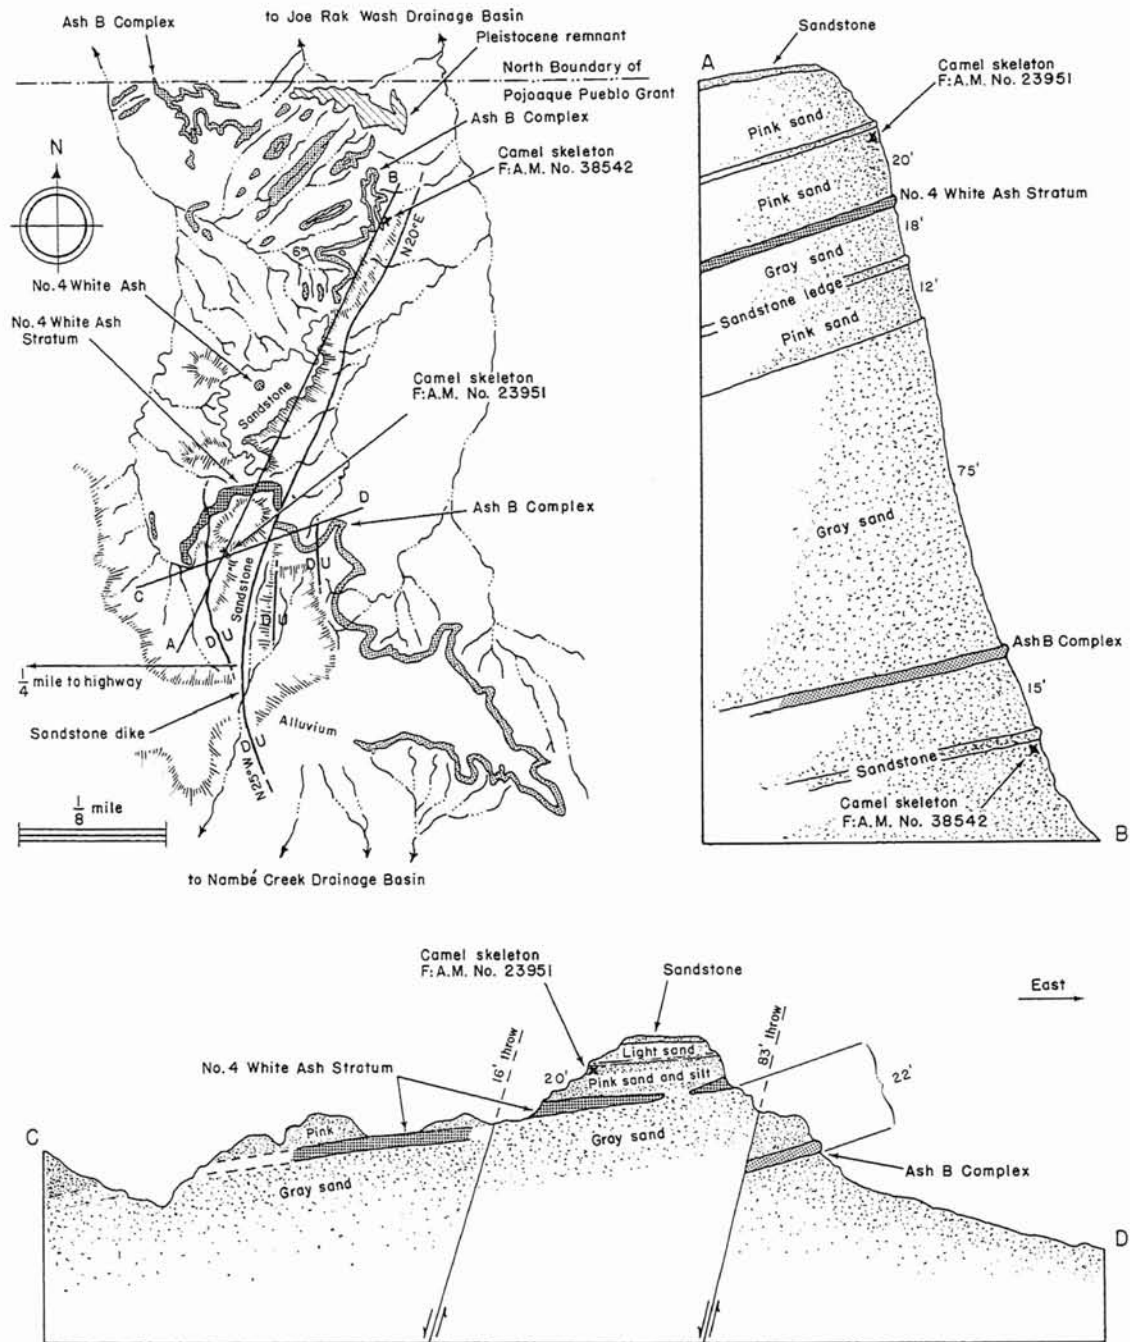 to Joe Rak Wash Drainage Basin
Ash B Complex
Pleistocene remnant
North Boundary of
Pojoaque Pueblo Grant
Ash B Complex
N
Camel skeleton
F:A.M. No. 38542
B
N20°E
6°
No. 4 White Ash
No. 4 White Ash
Stratum
Camel skeleton
F:A.M. No. 23951
Sandstone
D
Ash B Complex
C
Sandstone
D U
D U
A
D U
1/4 mile to highway
Sandstone dike
Alluvium
N25°W
D U
1/8 mile
to Nambé Creek Drainage Basin
Sandstone
A
Camel skeleton
F:A.M. No. 23951
Pink sand
20'
Pink sand
No. 4 White Ash Stratum
18'
Gray sand
Sandstone ledge
12'
Pink sand
75'
Gray sand
Ash B Complex
15'
Sandstone
Camel skeleton
F:A.M. No. 38542
B
Camel skeleton
F:A.M. No. 23951
Sandstone
East
16' throw
83' throw
Light sand
No. 4 White Ash Stratum
20'
Pink sand and silt
22'
C
Pink
Gray sand
Gray sand
Ash B Complex
D